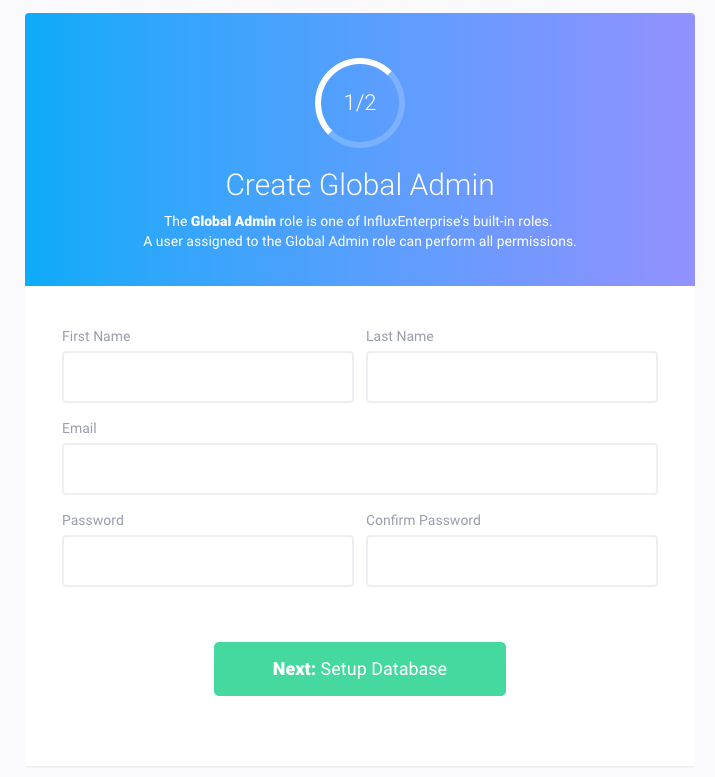 1/2
Create Global Admin
The Global Admin role is one of InfluxEnterprise's built-in roles.
A user assigned to the Global Admin role can perform all permissions.
First Name
Last Name
Email
Password
Confirm Password
Next: Setup Database